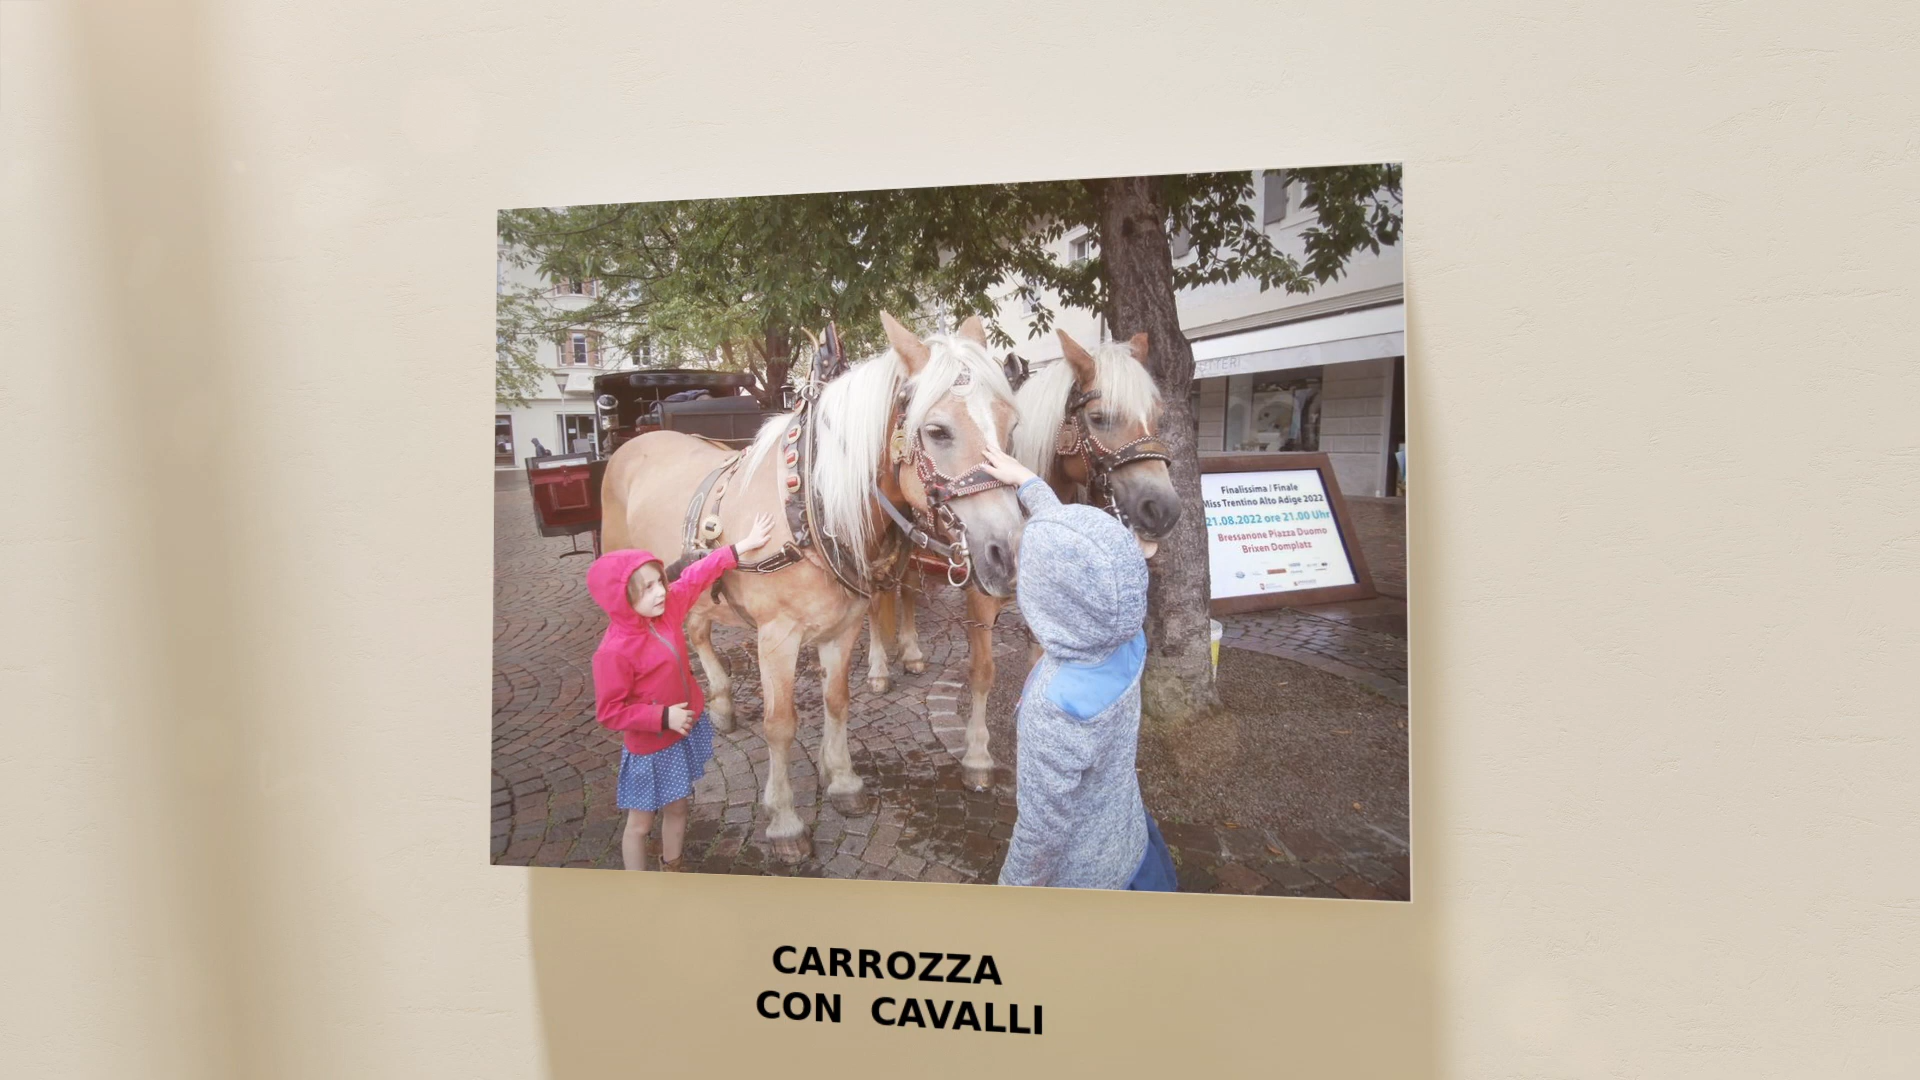 Finalissima / Finale
Miss Trentino Alto Adige 2022
21.08.2022 ore 21.00 Uhr
Bressanone Piazza Duomo
Brixen Domplatz
CARROZZA
CON CAVALLI